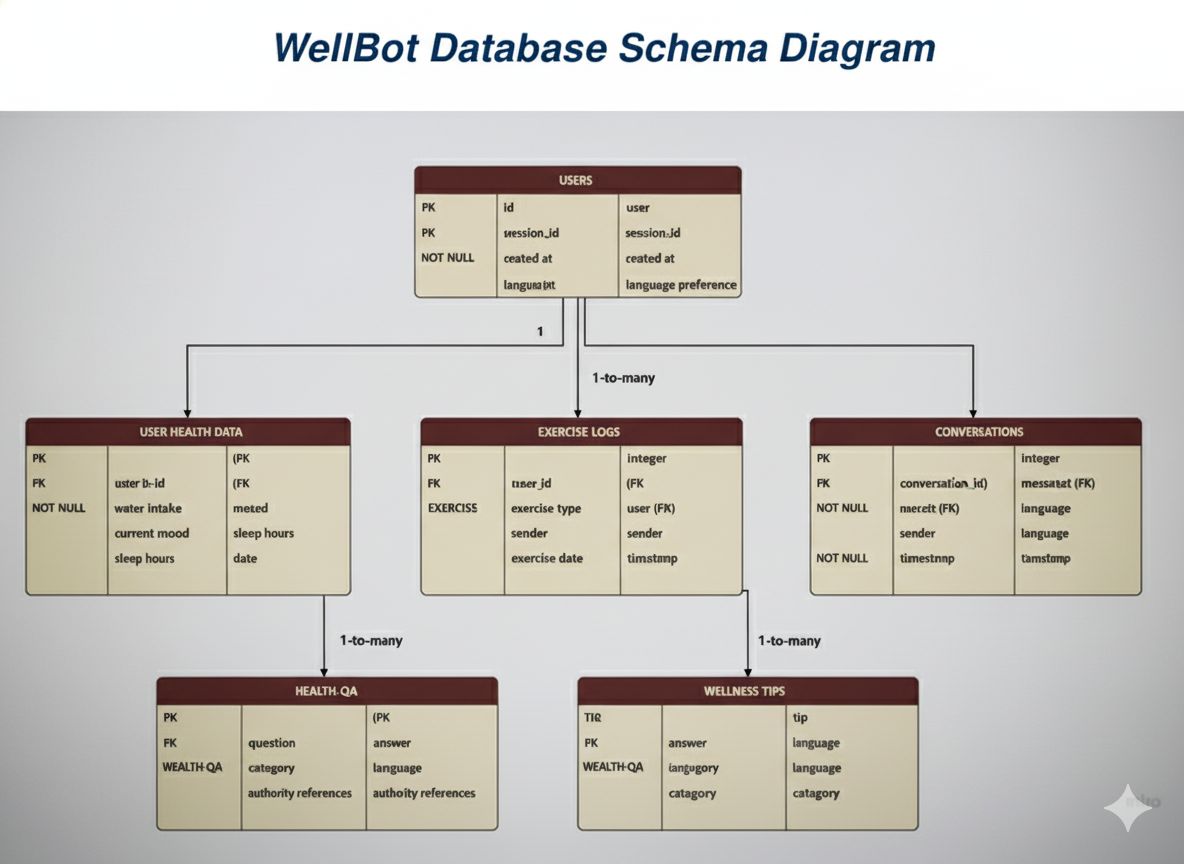 WellBot Database Schema Diagram
USERS
PK id user
PK session_id
NOT NULL ceated at ceated at
language preference
1
1-to-many
USER HEALTH DATA
PK (PK
FK (FK
NOT NULL water intake meted
current mood sleep hours
sleep hours date
EXERCISE LOGS
PK integer
FK (FK
EXERCISE exercise type user (FK)
sender sender
exercise date
CONVERSATIONS
PK integer
FK (FK)
NOT NULL (FK) language
sender language
NOT NULL
1-to-many
1-to-many
HEALTH-QA
PK (PK
FK question answer
WEALTH-QA category language
authority references authoity references
WELLNESS TIPS
tip
PK answer language
WEALTH-QA language
catagory catagory